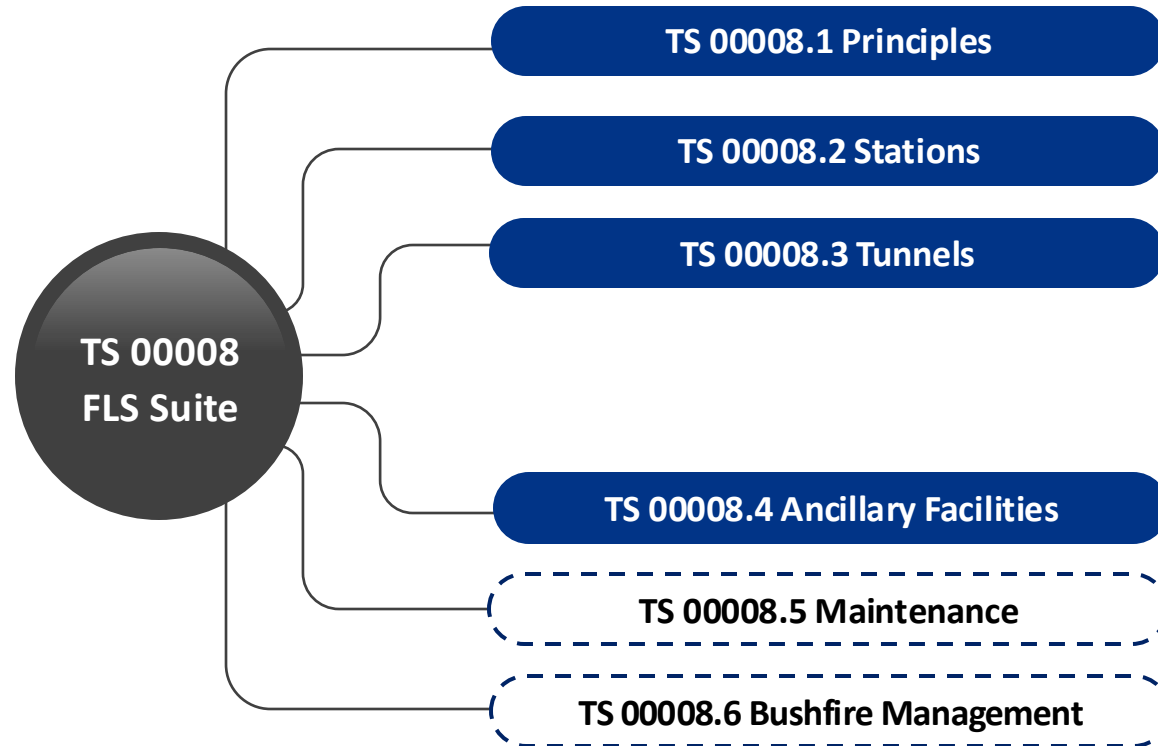 TS 00008.1 Principles
TS 00008.2 Stations
TS 00008.3 Tunnels
TS 00008
FLS Suite
TS 00008.4 Ancillary Facilities
TS 00008.5 Maintenance
TS 00008.6 Bushfire Management